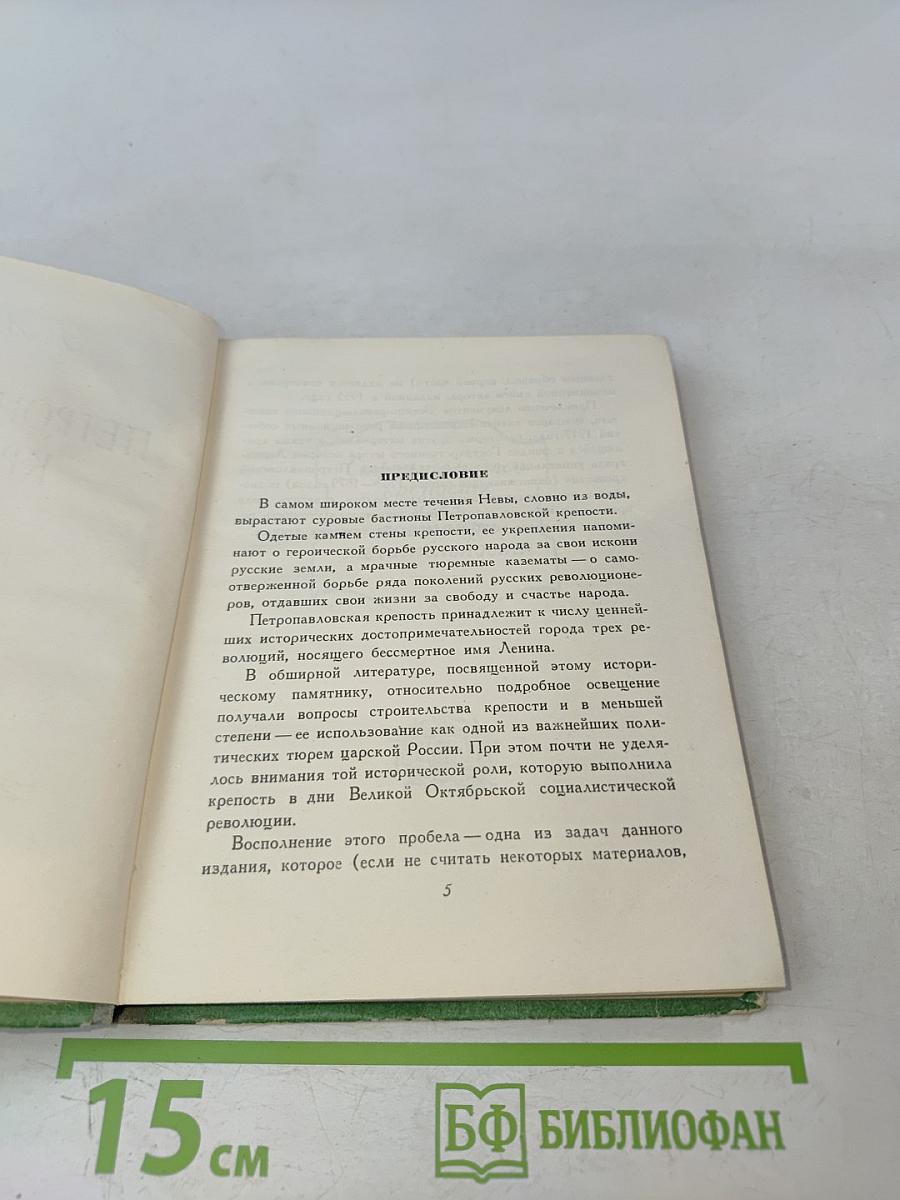 ПРЕДИСЛОВИЕ
В самом широком месте течения Невы, словно из воды,
вырастают суровые бастионы Петропавловской крепости.
Одетые камнем стены крепости, ее укрепления напоми-
нают о героической борьбе русского народа за свои искони
русские земли, а мрачные тюремные казематы — о само-
отверженной борьбе ряда поколений русских революционе-
ров, отдавших свои жизни за свободу и счастье народа.
Петропавловская крепость принадлежит к числу ценней-
ших исторических достопримечательностей города трех ре-
волюций, носящего бессмертное имя Ленина.
В обширной литературе, посвященной этому истори-
ческому памятнику, относительно подробное освещение
получали вопросы строительства крепости и в меньшей
степени — ее использование как одной из важнейших поли-
тических тюрем царской России. При этом почти не уделя-
лось внимания той исторической роли, которую выполнила
крепость в дни Великой Октябрьской социалистической
революции.
Восполнение этого пробела — одна из задач данного
издания, которое (если не считать некоторых материалов,
5
15 см
БФ БИБЛИОФАН